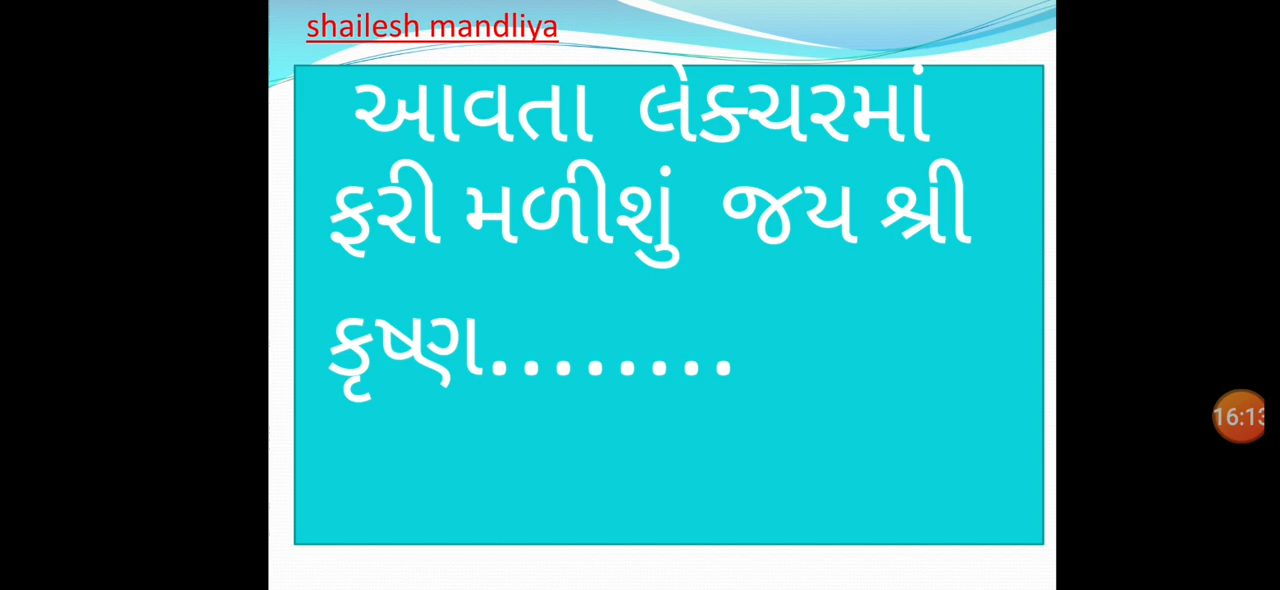 shailesh mandliya
આવતા લેક્ચરમાં
ફરી મળીશું જય શ્રી
કૃષ્ણ........
16:13